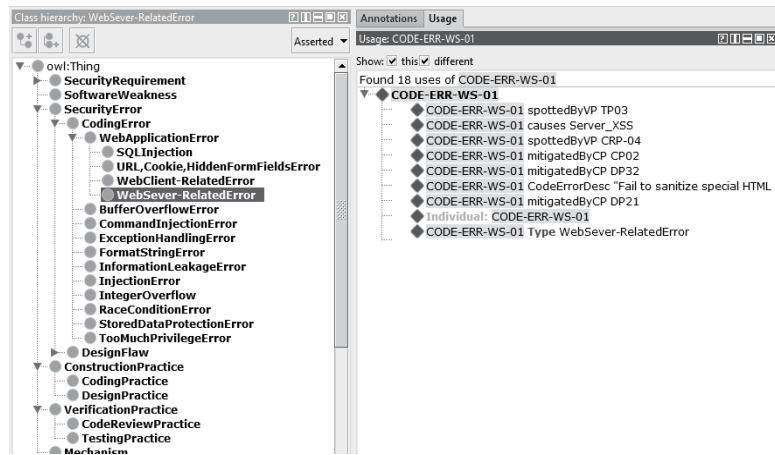 Class hierarchy: WebSever-RelatedError
Asserted
owl:Thing
SecurityRequirement
SoftwareWeakness
SecurityError
CodingError
WebApplicationError
SQLInjection
URL,Cookie,HiddenFormFieldsError
WebClient-RelatedError
WebSever-RelatedError
BufferOverflowError
CommandInjectionError
ExceptionHandlingError
FormatStringError
InformationLeakageError
InjectionError
IntegerOverflow
RaceConditionError
StoredDataProtectionError
TooMuchPrivilegeError
DesignFlaw
ConstructionPractice
CodingPractice
DesignPractice
VerificationPractice
CodeReviewPractice
TestingPractice
Mechanism
Annotations Usage
Usage: CODE-ERR-WS-01
Show: this different
Found 18 uses of CODE-ERR-WS-01
CODE-ERR-WS-01
CODE-ERR-WS-01 spottedByVP TP03
CODE-ERR-WS-01 causes Server_XSS
CODE-ERR-WS-01 spottedByVP CRP-04
CODE-ERR-WS-01 mitigatedByCP CP02
CODE-ERR-WS-01 mitigatedByCP DP32
CODE-ERR-WS-01 CodeErrorDesc "Fail to sanitize special HTML
CODE-ERR-WS-01 mitigatedByCP DP21
Individual: CODE-ERR-WS-01
CODE-ERR-WS-01 Type WebSever-RelatedError